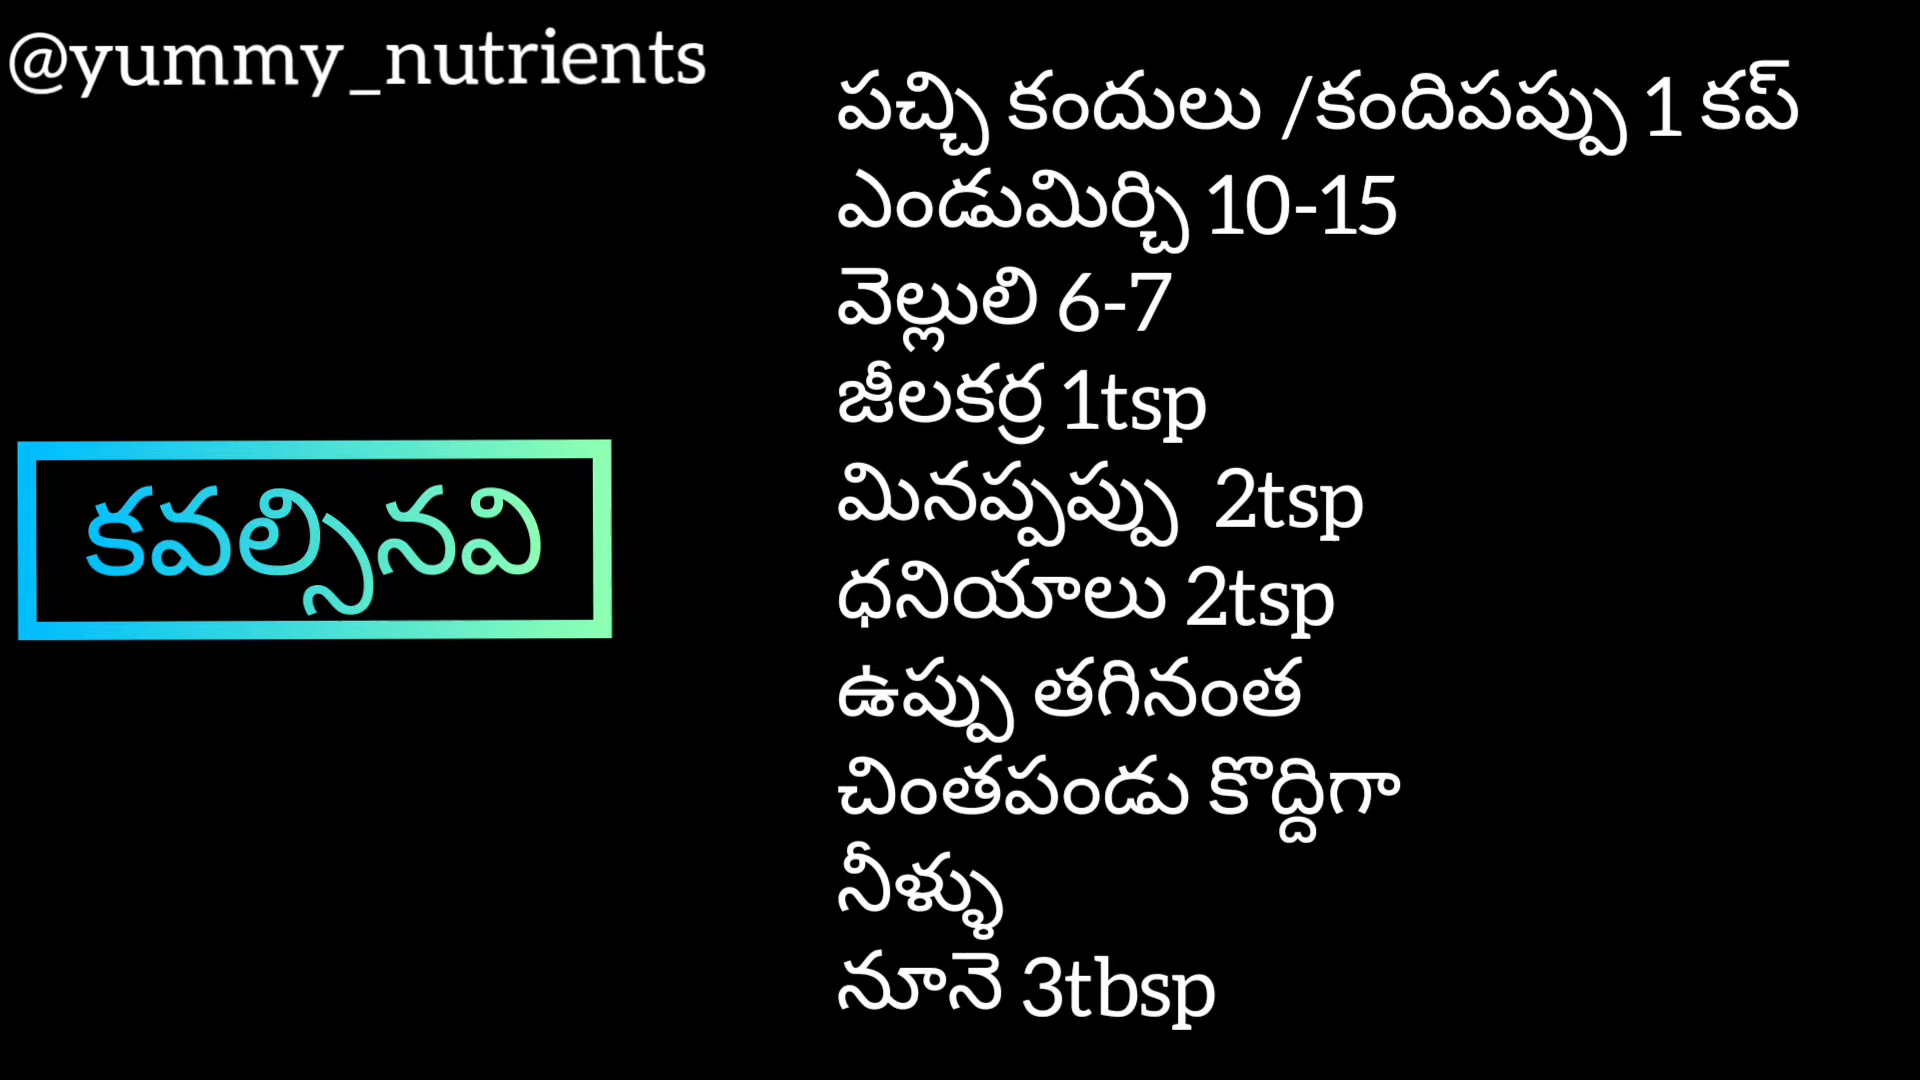 @yummy_nutrients
కవల్సినవి
పచ్చి కందులు /కందిపప్పు 1 కప్
ఎండుమిర్చి 10-15
వెల్లులి 6-7
జీలకర్ర 1tsp
మినప్పప్పు 2tsp
ధనియాలు 2tsp
ఉప్పు తగినంత
చింతపండు కొద్దిగా
నీళ్ళు
నూనె 3tbsp